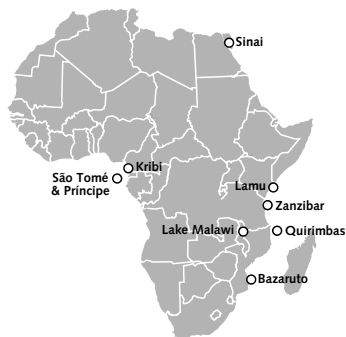 Sinai
Kribi
São Tomé
& Príncipe
Lamu
Zanzibar
Lake Malawi
Quirimbas
Bazaruto